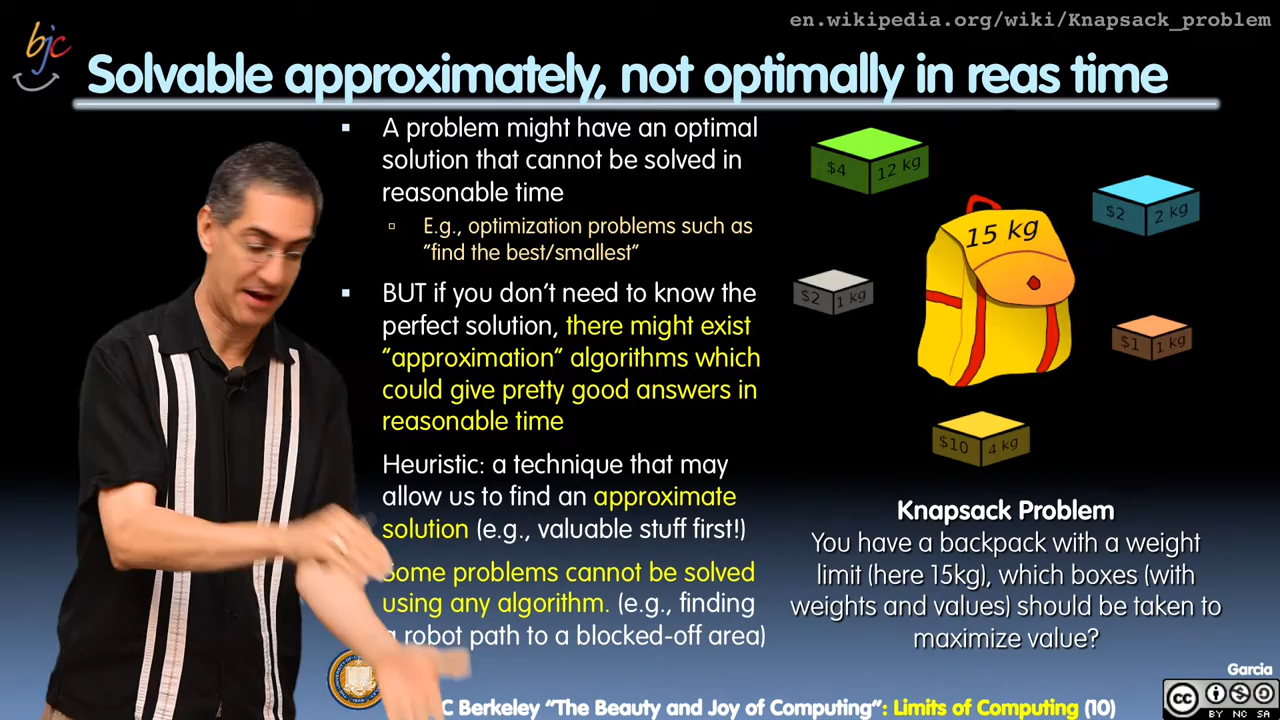 en.wikipedia.org/wiki/Knapsack_problem
bjc
Solvable approximately, not optimally in reas time
A problem might have an optimal
solution that cannot be solved in
reasonable time
E.g., optimization problems such as
"find the best/smallest"
BUT if you don't need to know the
perfect solution, there might exist
"approximation" algorithms which
could give pretty good answers in
reasonable time
Heuristic: a technique that may
allow us to find an approximate
solution (e.g., valuable stuff first!)
Some problems cannot be solved
using any algorithm. (e.g., finding
a robot path to a blocked-off area)
$4 12 kg
$2 2 kg
15 kg
$2 1 kg
$1 1 kg
$10 4 kg
Knapsack Problem
You have a backpack with a weight
limit (here 15kg), which boxes (with
weights and values) should be taken to
maximize value?
Garcia
C Berkeley "The Beauty and Joy of Computing": Limits of Computing (10)
cc
BY NC SA